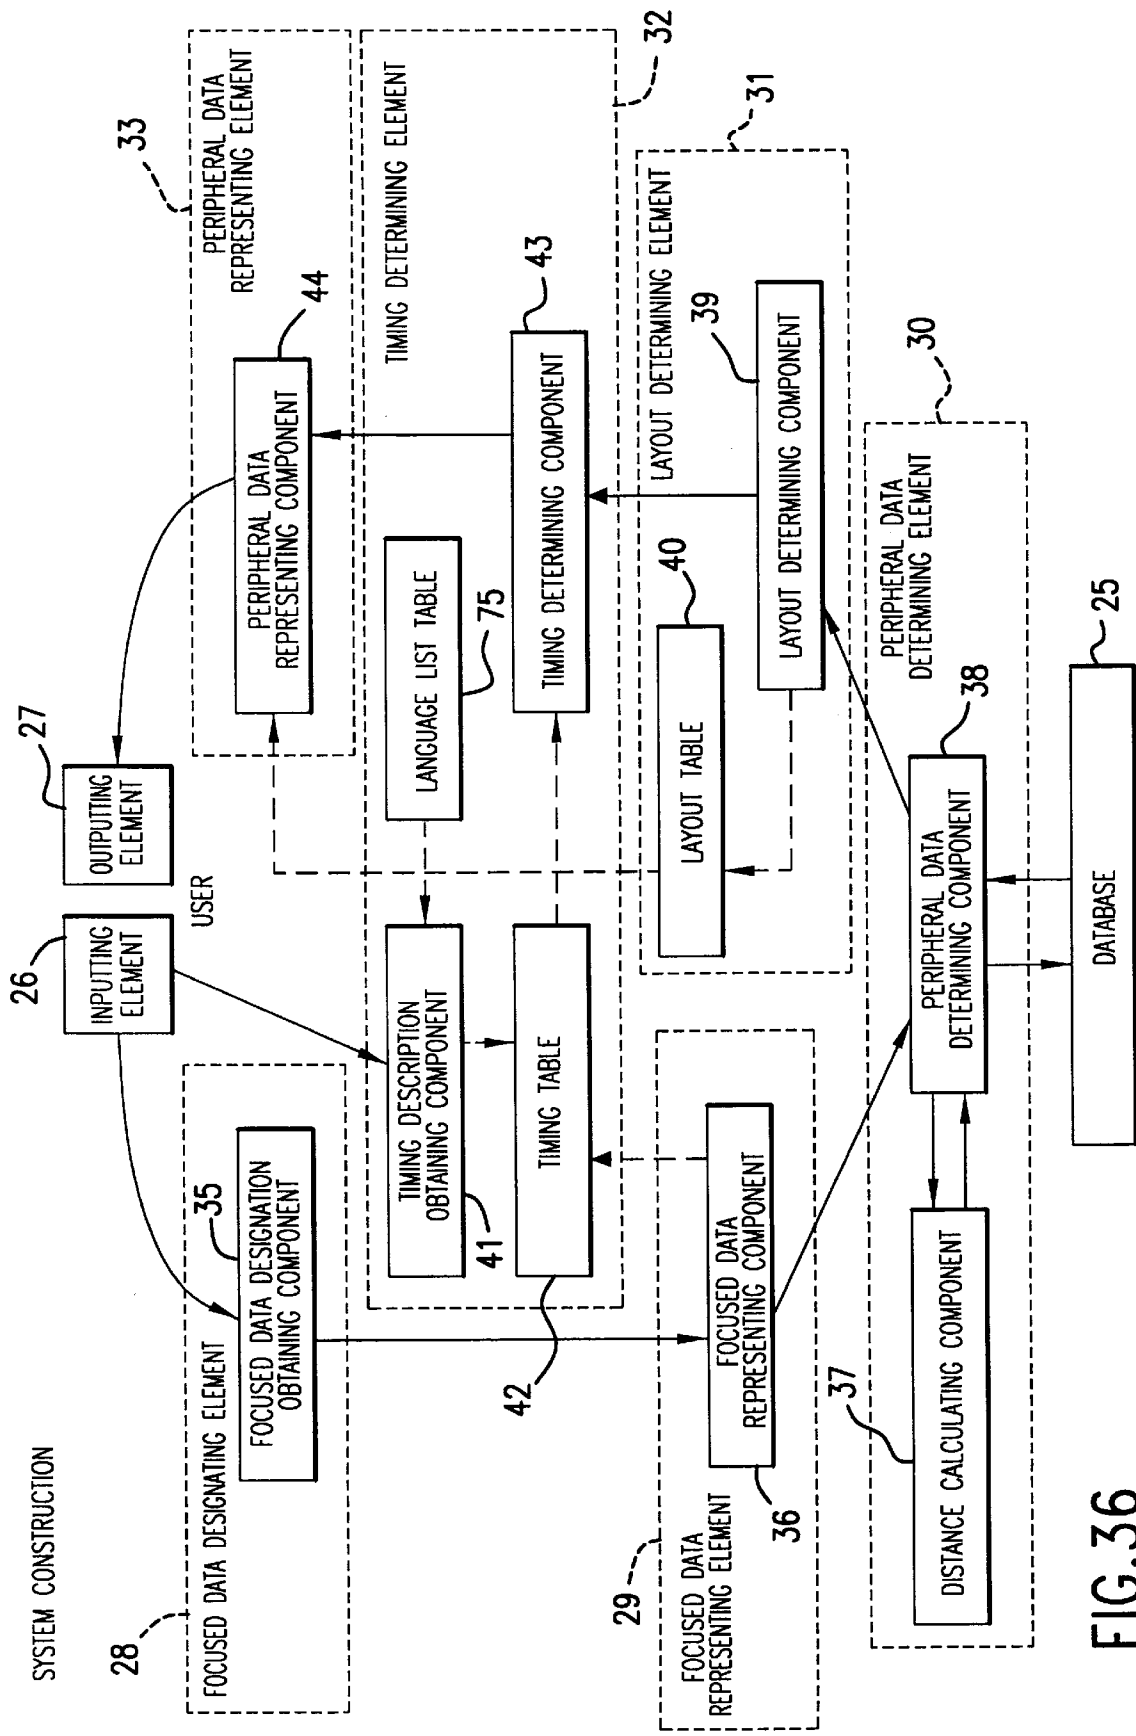 SYSTEM CONSTRUCTION
26
INPUTTING
ELEMENT
27
OUTPUTING
ELEMENT
USER
28
FOCUSED DATA DESIGNATING ELEMENT
35
FOCUSED DATA DESIGNATION
OBTAINING COMPONENT
33
PERIPHERAL DATA
REPRESENTING ELEMENT
44
PERIPHERAL DATA
REPRESENTING COMPONENT
32
TIMING DETERMINING ELEMENT
TIMING DESCRIPTION
OBTAINING COMPONENT
41
LANGUAGE LIST TABLE
75
TIMING TABLE
42
43
TIMING DETERMINING COMPONENT
29
FOCUSED DATA
REPRESENTING ELEMENT
FOCUSED DATA
REPRESENTING COMPONENT
36
31
LAYOUT DETERMINING ELEMENT
40
LAYOUT TABLE
39
LAYOUT DETERMINING COMPONENT
30
PERIPHERAL DATA
DETERMINING ELEMENT
37
DISTANCE CALCULATING COMPONENT
38
PERIPHERAL DATA
DETERMINING COMPONENT
25
DATABASE
FIG.36